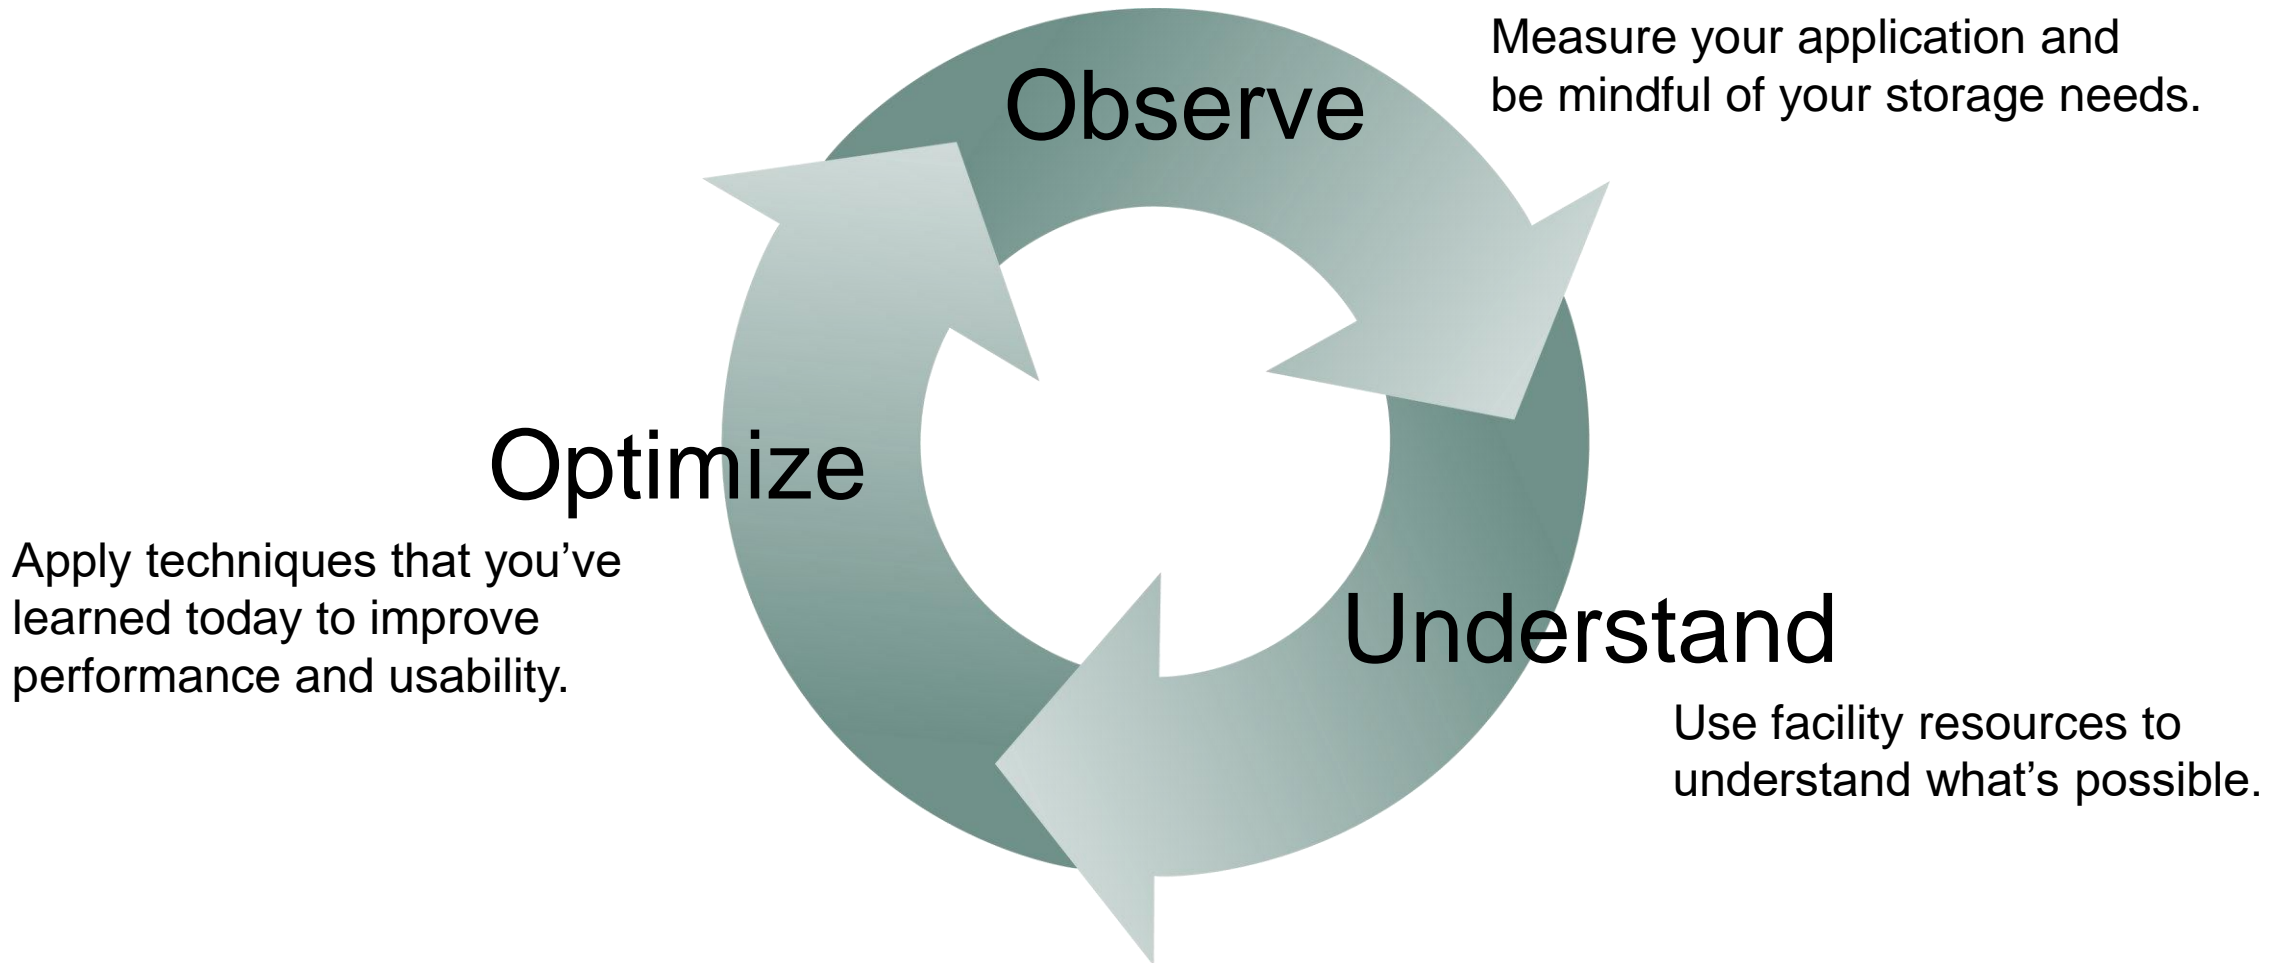 Observe
Measure your application and
be mindful of your storage needs.
Understand
Use facility resources to
understand what’s possible.
Optimize
Apply techniques that you’ve
learned today to improve
performance and usability.